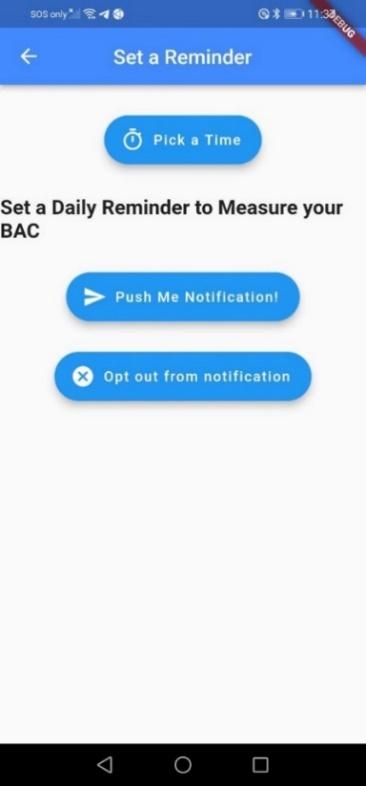 SOS only 11:3
DEBUG
Set a Reminder
Pick a Time
Set a Daily Reminder to Measure your
BAC
Push Me Notification!
Opt out from notification